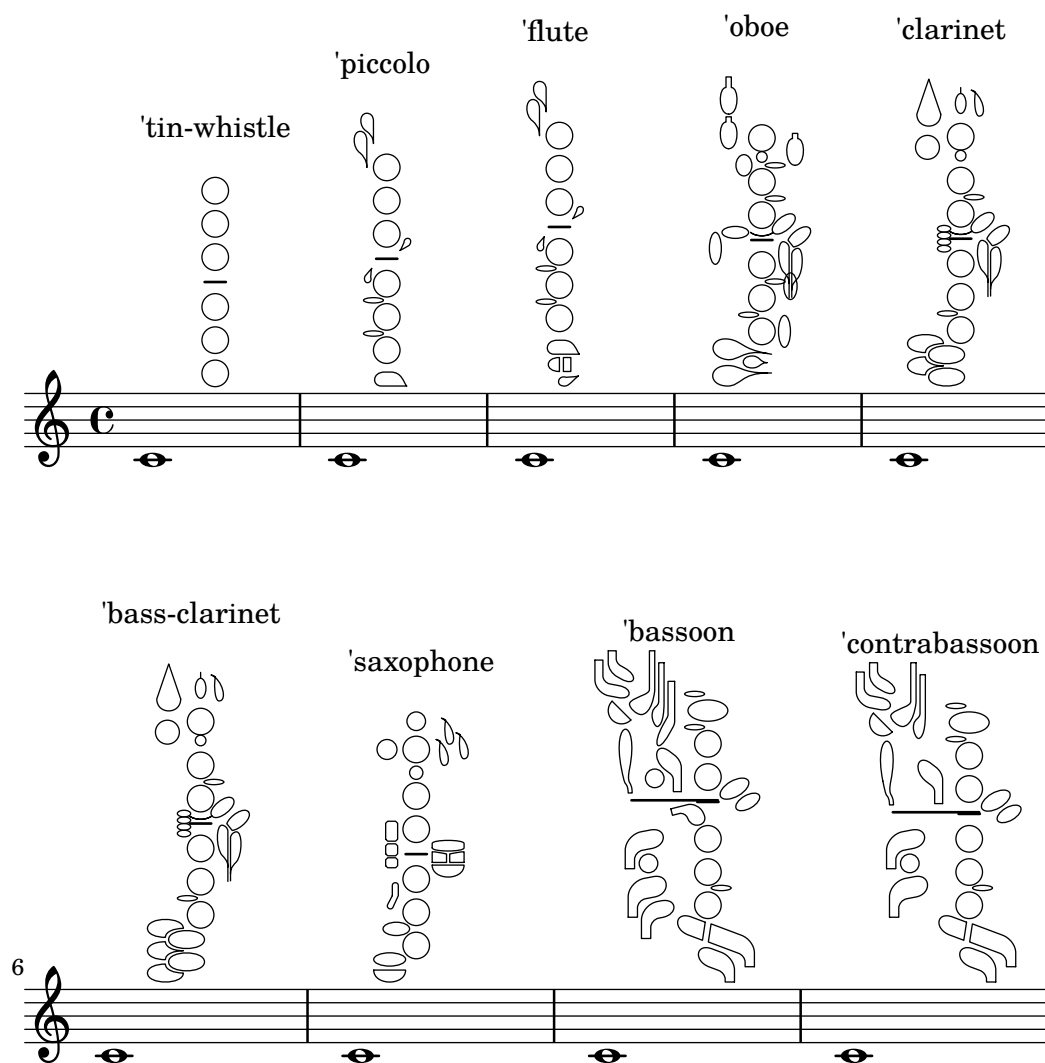 'tin-whistle
'piccolo
'flute
'oboe
'clarinet
'bass-clarinet
'saxophone
'bassoon
'contrabassoon
6